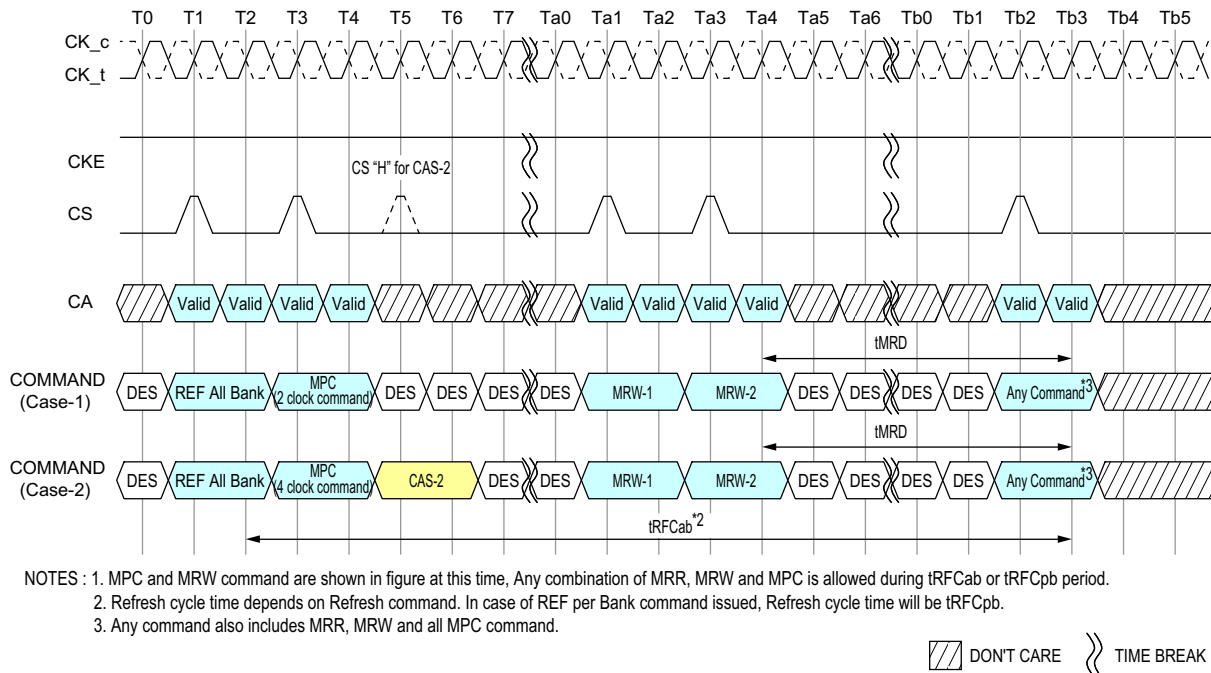 T0 T1 T2 T3 T4 T5 T6 T7 Ta0 Ta1 Ta2 Ta3 Ta4 Ta5 Ta6 Tb0 Tb1 Tb2 Tb3 Tb4 Tb5
CK_c
CK_t
CKE
CS "H" for CAS-2
CS
CA Valid Valid Valid Valid Valid Valid Valid Valid Valid Valid
tMRD
COMMAND
(Case-1)
DES REF All Bank MPC
(2 clock command)
DES DES DES DES MRW-1 MRW-2 DES DES DES DES Any Command*3
tMRD
COMMAND
(Case-2)
DES REF All Bank MPC
(4 clock command)
CAS-2 DES DES MRW-1 MRW-2 DES DES DES DES Any Command*3
tRFCab*2
NOTES : 1. MPC and MRW command are shown in figure at this time, Any combination of MRR, MRW and MPC is allowed during tRFCab or tRFCpb period.
2. Refresh cycle time depends on Refresh command. In case of REF per Bank command issued, Refresh cycle time will be tRFCpb.
3. Any command also includes MRR, MRW and all MPC command.
DON'T CARE TIME BREAK